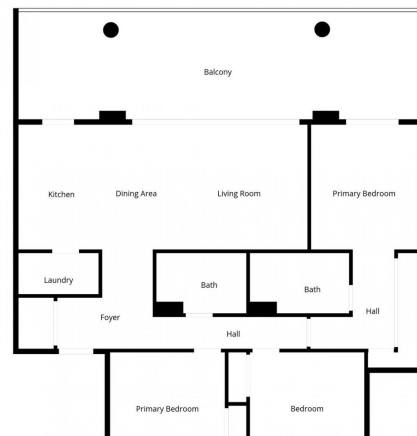 Balcony
Kitchen
Dining Area
Living Room
Primary Bedroom
Laundry
Bath
Bath
Foyer
Hall
Hall
Primary Bedroom
Bedroom